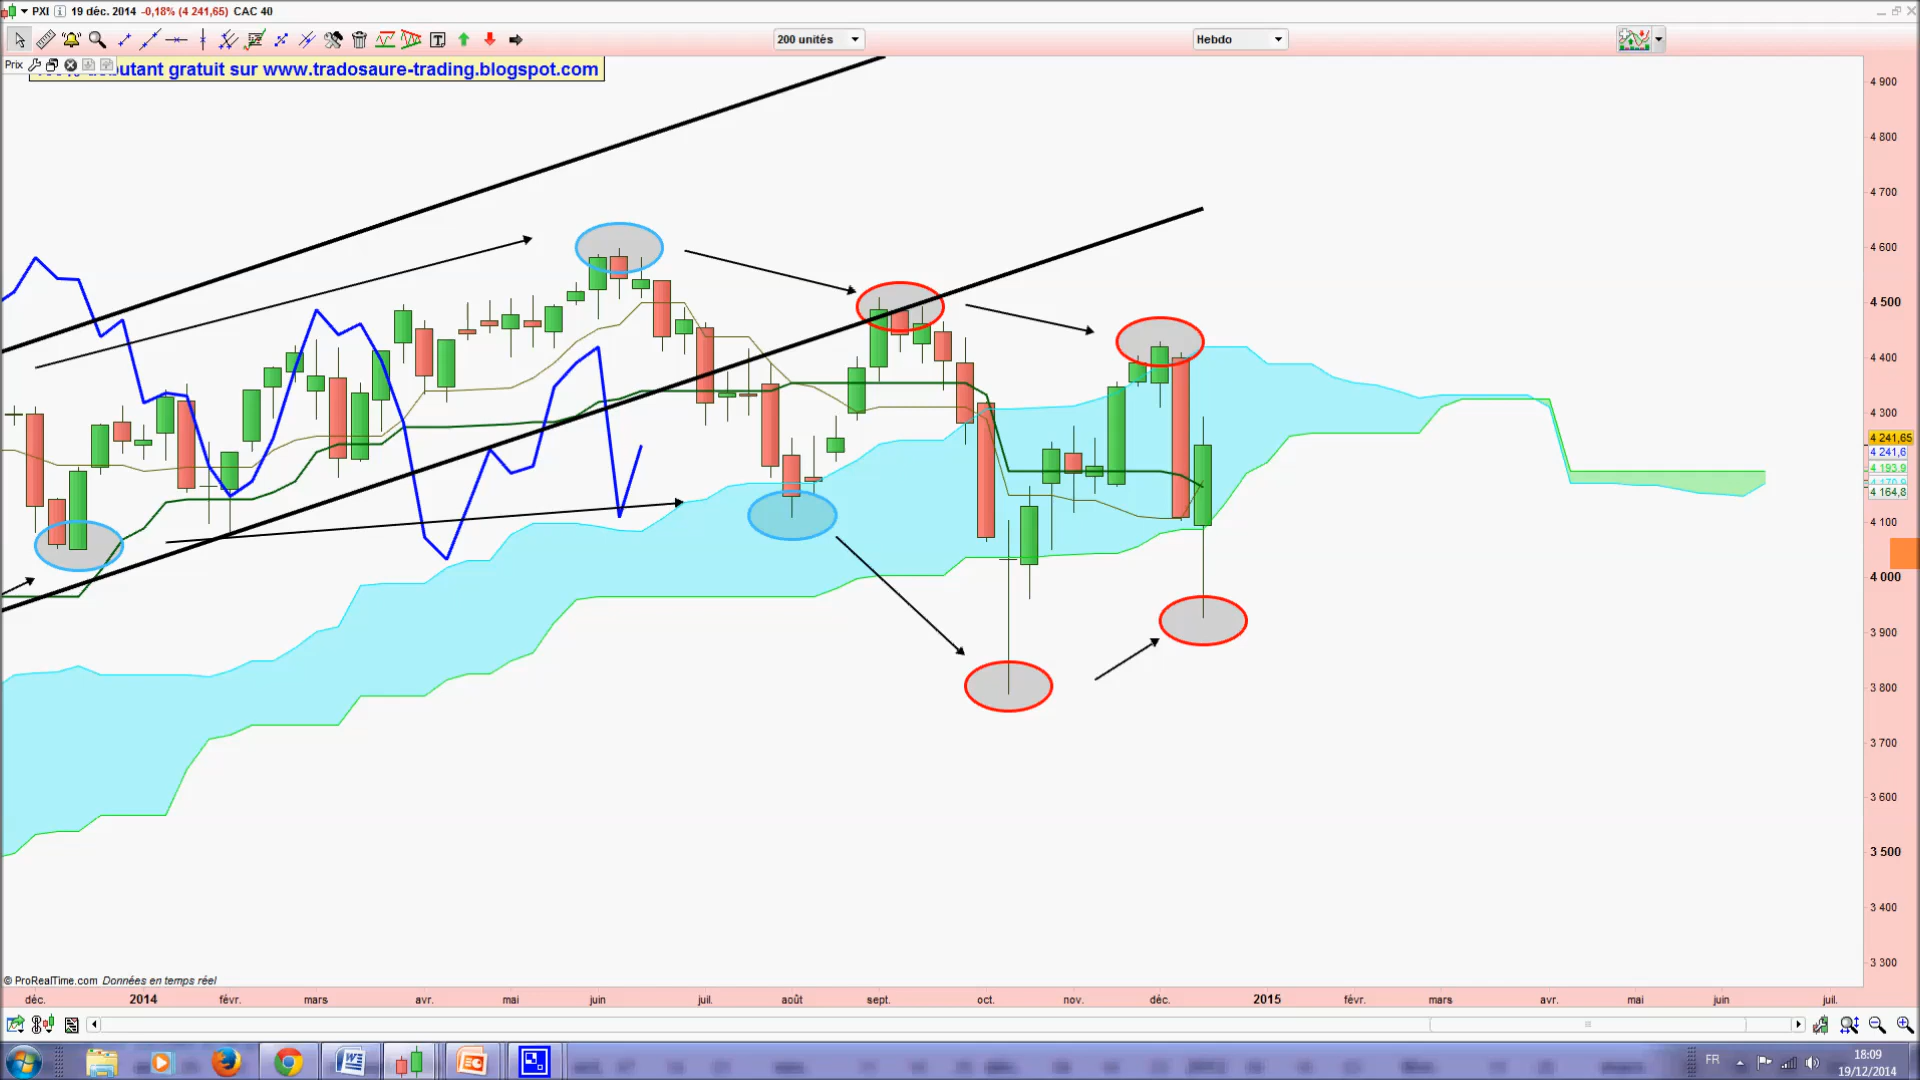 PXI 19 déc. 2014 -0,18% (4 241,65) CAC 40
200 unités
Hebdo
Prix
utant gratuit sur www.tradosaure-trading.blogspot.com
4 900
4 800
4 700
4 600
4 500
4 400
4 300
4 241,65
4 241,6
4 193,9
4 164,8
4 100
4 000
3 900
3 800
3 700
3 600
3 500
3 400
3 300
© ProRealTime.com Données en temps réel
déc. 2014 févr. mars avr. mai juin juil. août sept. oct. nov. déc. 2015 févr. mars avr. mai juin juil.
FR
18:09
19/12/2014